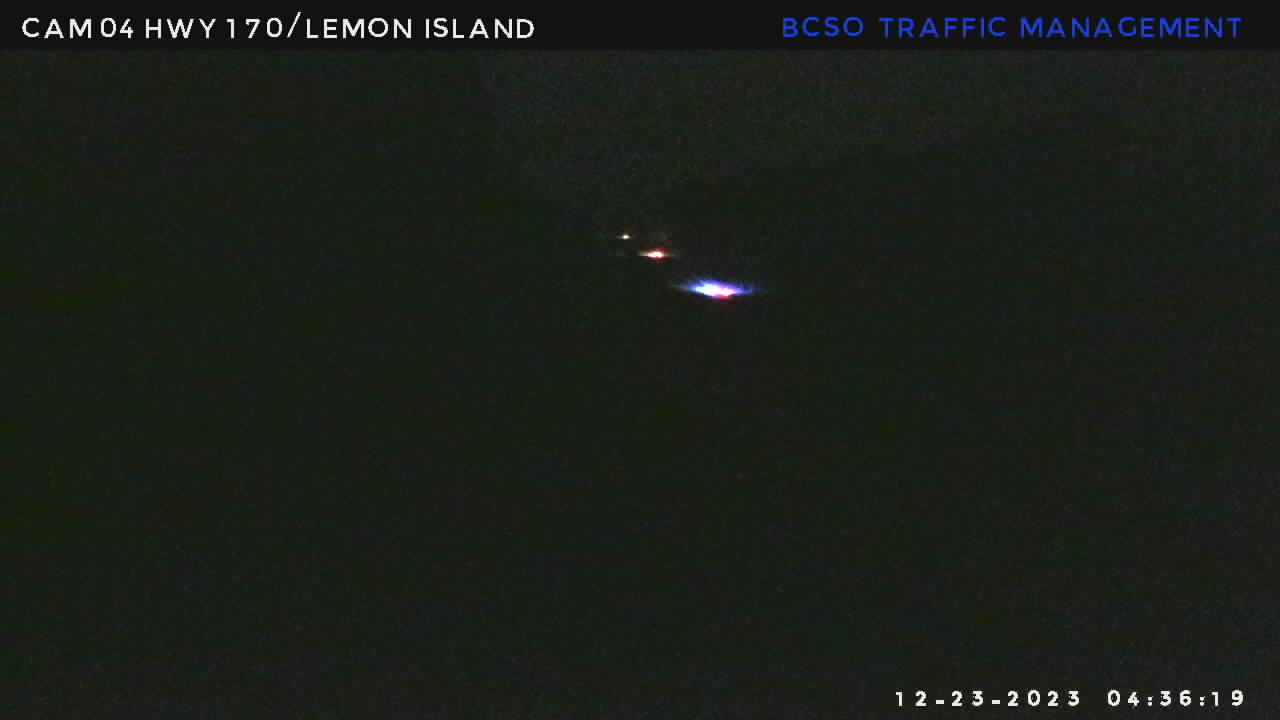 CAM 04 HWY 170/LEMON ISLAND
BCSO TRAFFIC MANAGEMENT
12-23-2023 04:36:19